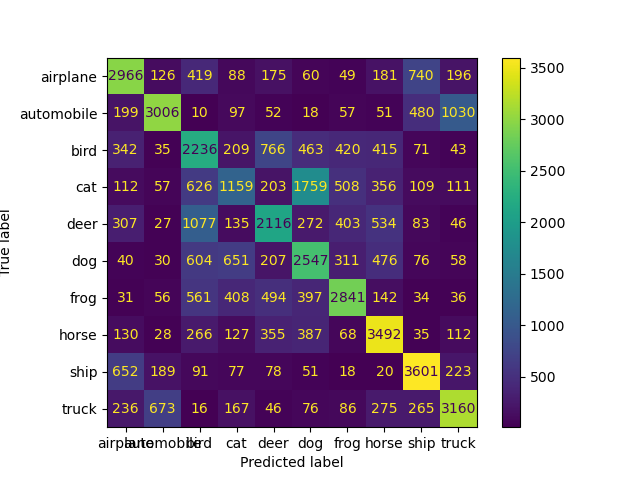 airplane 2966 126 419 88 175 60 49 181 740 196
automobile 199 3006 10 97 52 18 57 51 480 1030
bird 342 35 2236 209 766 463 420 415 71 43
cat 112 57 626 1159 203 1759 508 356 109 111
deer 307 27 1077 135 2116 272 403 534 83 46
dog 40 30 604 651 207 2547 311 476 76 58
frog 31 56 561 408 494 397 2841 142 34 36
horse 130 28 266 127 355 387 68 3492 35 112
ship 652 189 91 77 78 51 18 20 3601 223
truck 236 673 16 167 46 76 86 275 265 3160
airplane automobile bird cat deer dog frog horse ship truck
Predicted label
True label
3500
3000
2500
2000
1500
1000
500